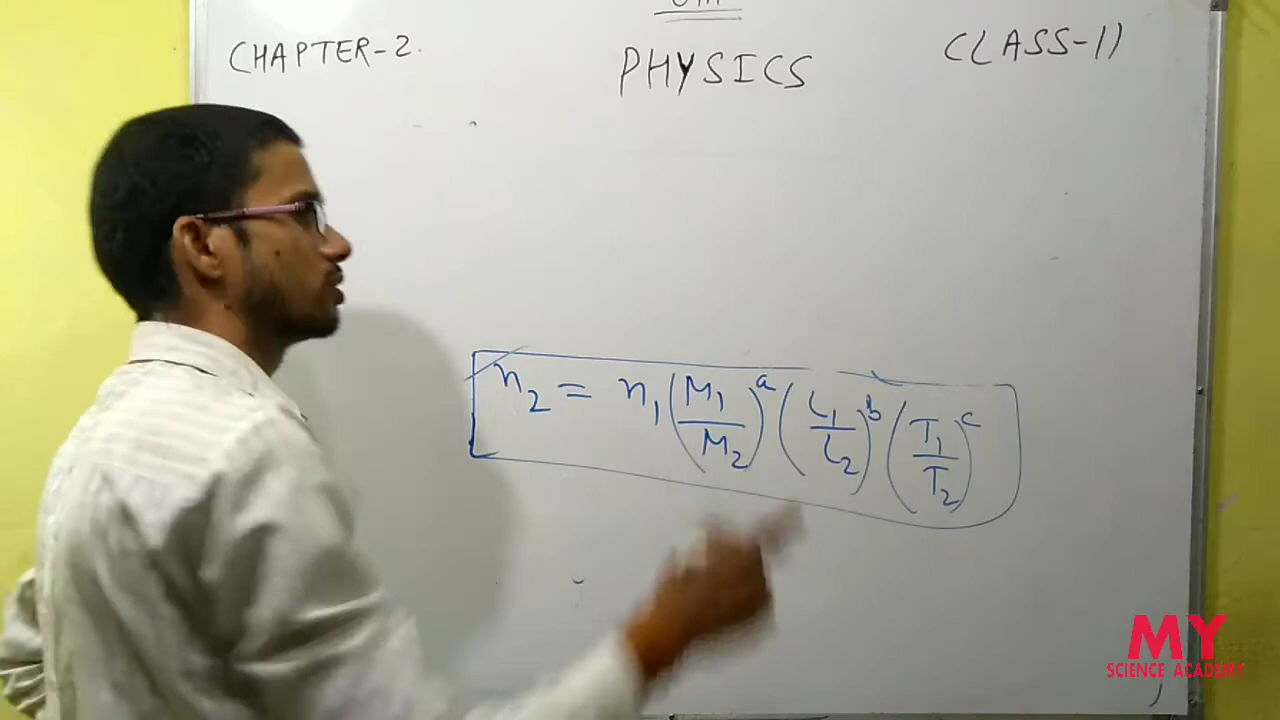 CHAPTER-2.
PHYSICS
CLASS-11
n₂ = n₁ (M₁/M₂)ᵃ (L₁/L₂)ᵇ (T₁/T₂)ᶜ
MY
SCIENCE ACADEMY